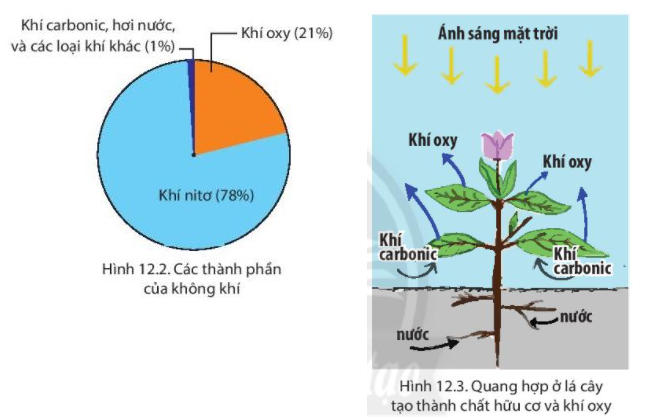 Khí carbonic, hơi nước,
và các loại khí khác (1%)
Khí oxy (21%)
Khí nitơ (78%)
Hình 12.2. Các thành phần
của không khí
Ánh sáng mặt trời
Khí oxy
Khí oxy
Khí
carbonic
Khí
carbonic
nước
nước
tạo
Hình 12.3. Quang hợp ở lá cây
tạo thành chất hữu cơ và khí oxy